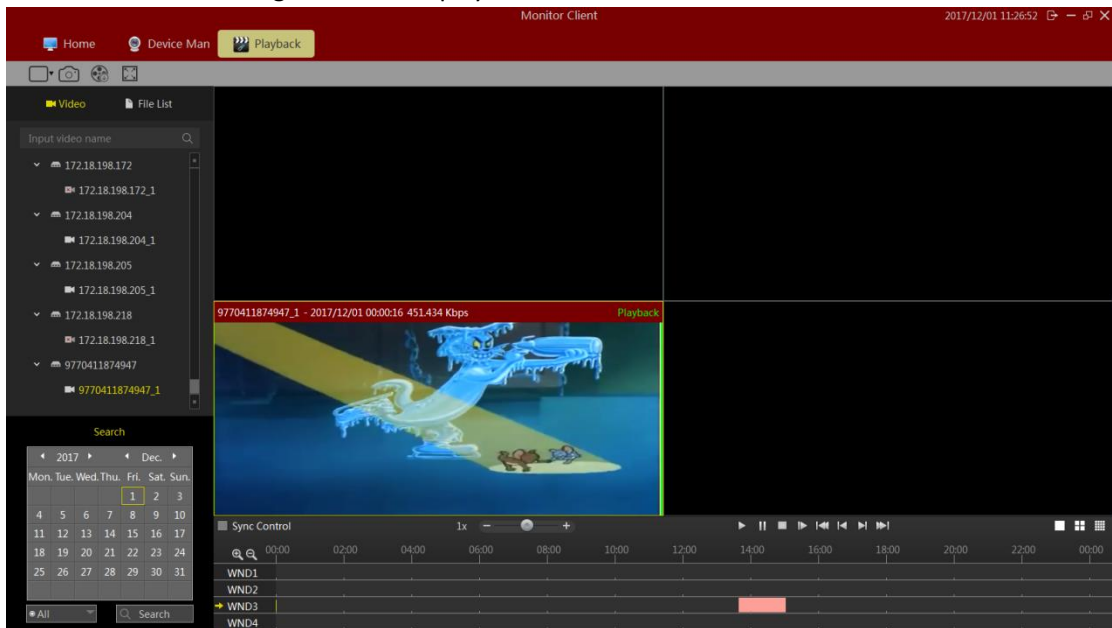 Monitor Client 2017/12/01 11:26:52
Home Device Man Playback
Video File List
Input video name
172.18.198.172
172.18.198.172_1
172.18.198.204
172.18.198.204_1
172.18.198.205
172.18.198.205_1
172.18.198.218
172.18.198.218_1
9770411874947
9770411874947_1
9770411874947_1 - 2017/12/01 00:00:16 451.434 Kbps Playback
Search
2017 Dec.
Mon. Tue. Wed. Thu. Fri. Sat. Sun.
1 2 3
4 5 6 7 8 9 10
11 12 13 14 15 16 17
18 19 20 21 22 23 24
25 26 27 28 29 30 31
All Search
Sync Control 1x
00:00 02:00 04:00 06:00 08:00 10:00 12:00 14:00 16:00 18:00 20:00 22:00 00:00
WND1
WND2
WND3
WND4